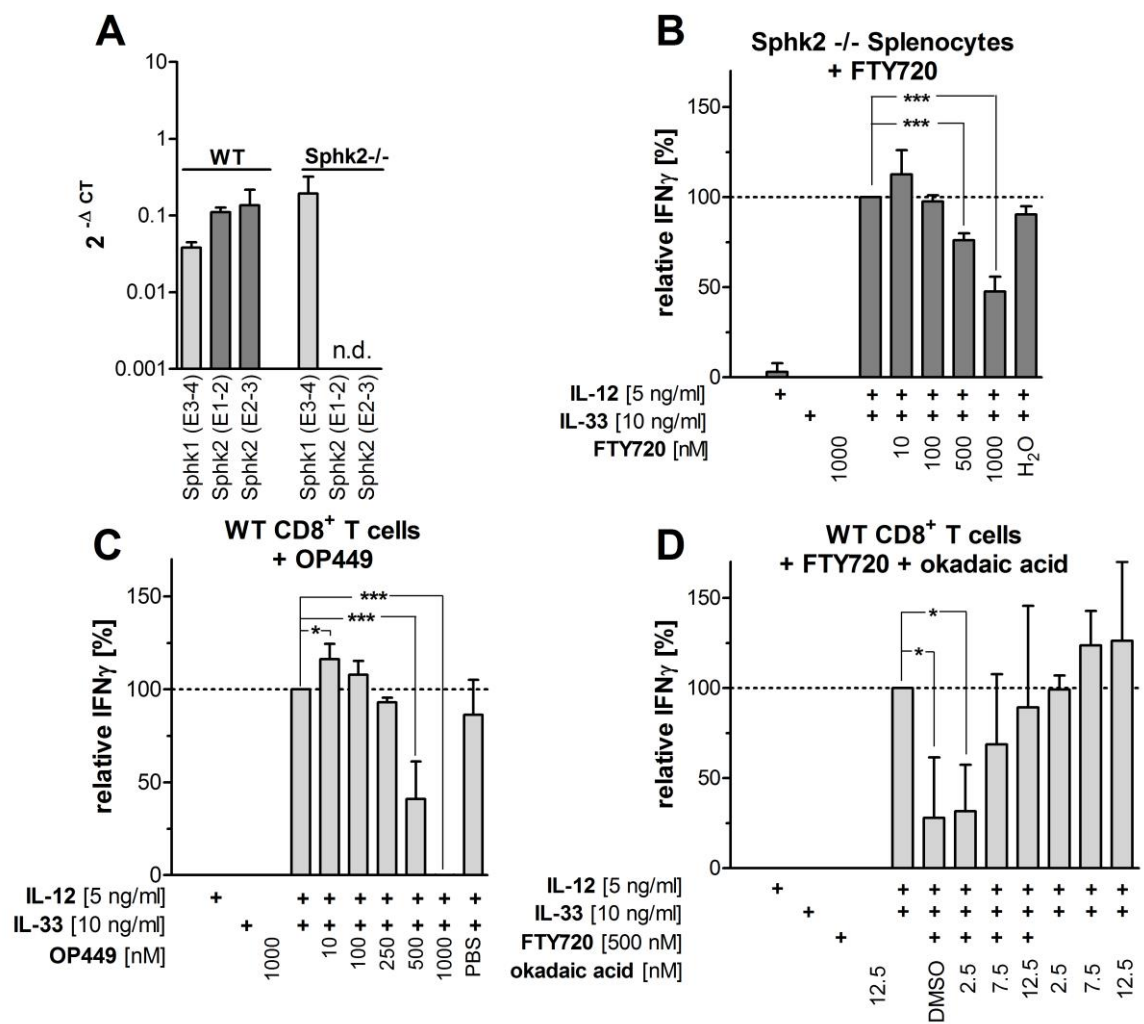 A
10
1
0.1
0.01
0.001
2 -Δ CT
WT
Sphk2-/-
n.d.
Sphk1 (E3-4)
Sphk2 (E1-2)
Sphk2 (E2-3)
Sphk1 (E3-4)
Sphk2 (E1-2)
Sphk2 (E2-3)
B
Sphk2 -/- Splenocytes
+ FTY720
relative IFNγ [%]
150
100
50
0
***
***
IL-12 [5 ng/ml] + + + + + + +
IL-33 [10 ng/ml] + + + + + + +
FTY720 [nM] 1000 10 100 500 1000 H2O
C
WT CD8+ T cells
+ OP449
relative IFNγ [%]
150
100
50
0
***
***
*
IL-12 [5 ng/ml] + + + + + + + +
IL-33 [10 ng/ml] + + + + + + + +
OP449 [nM] 1000 10 100 250 500 1000 PBS
D
WT CD8+ T cells
+ FTY720 + okadaic acid
relative IFNγ [%]
150
100
50
0
*
*
IL-12 [5 ng/ml] + + + + + + + + +
IL-33 [10 ng/ml] + + + + + + + + +
FTY720 [500 nM] + + + + +
okadaic acid [nM] 12.5 DMSO 2.5 7.5 12.5 2.5 7.5 12.5